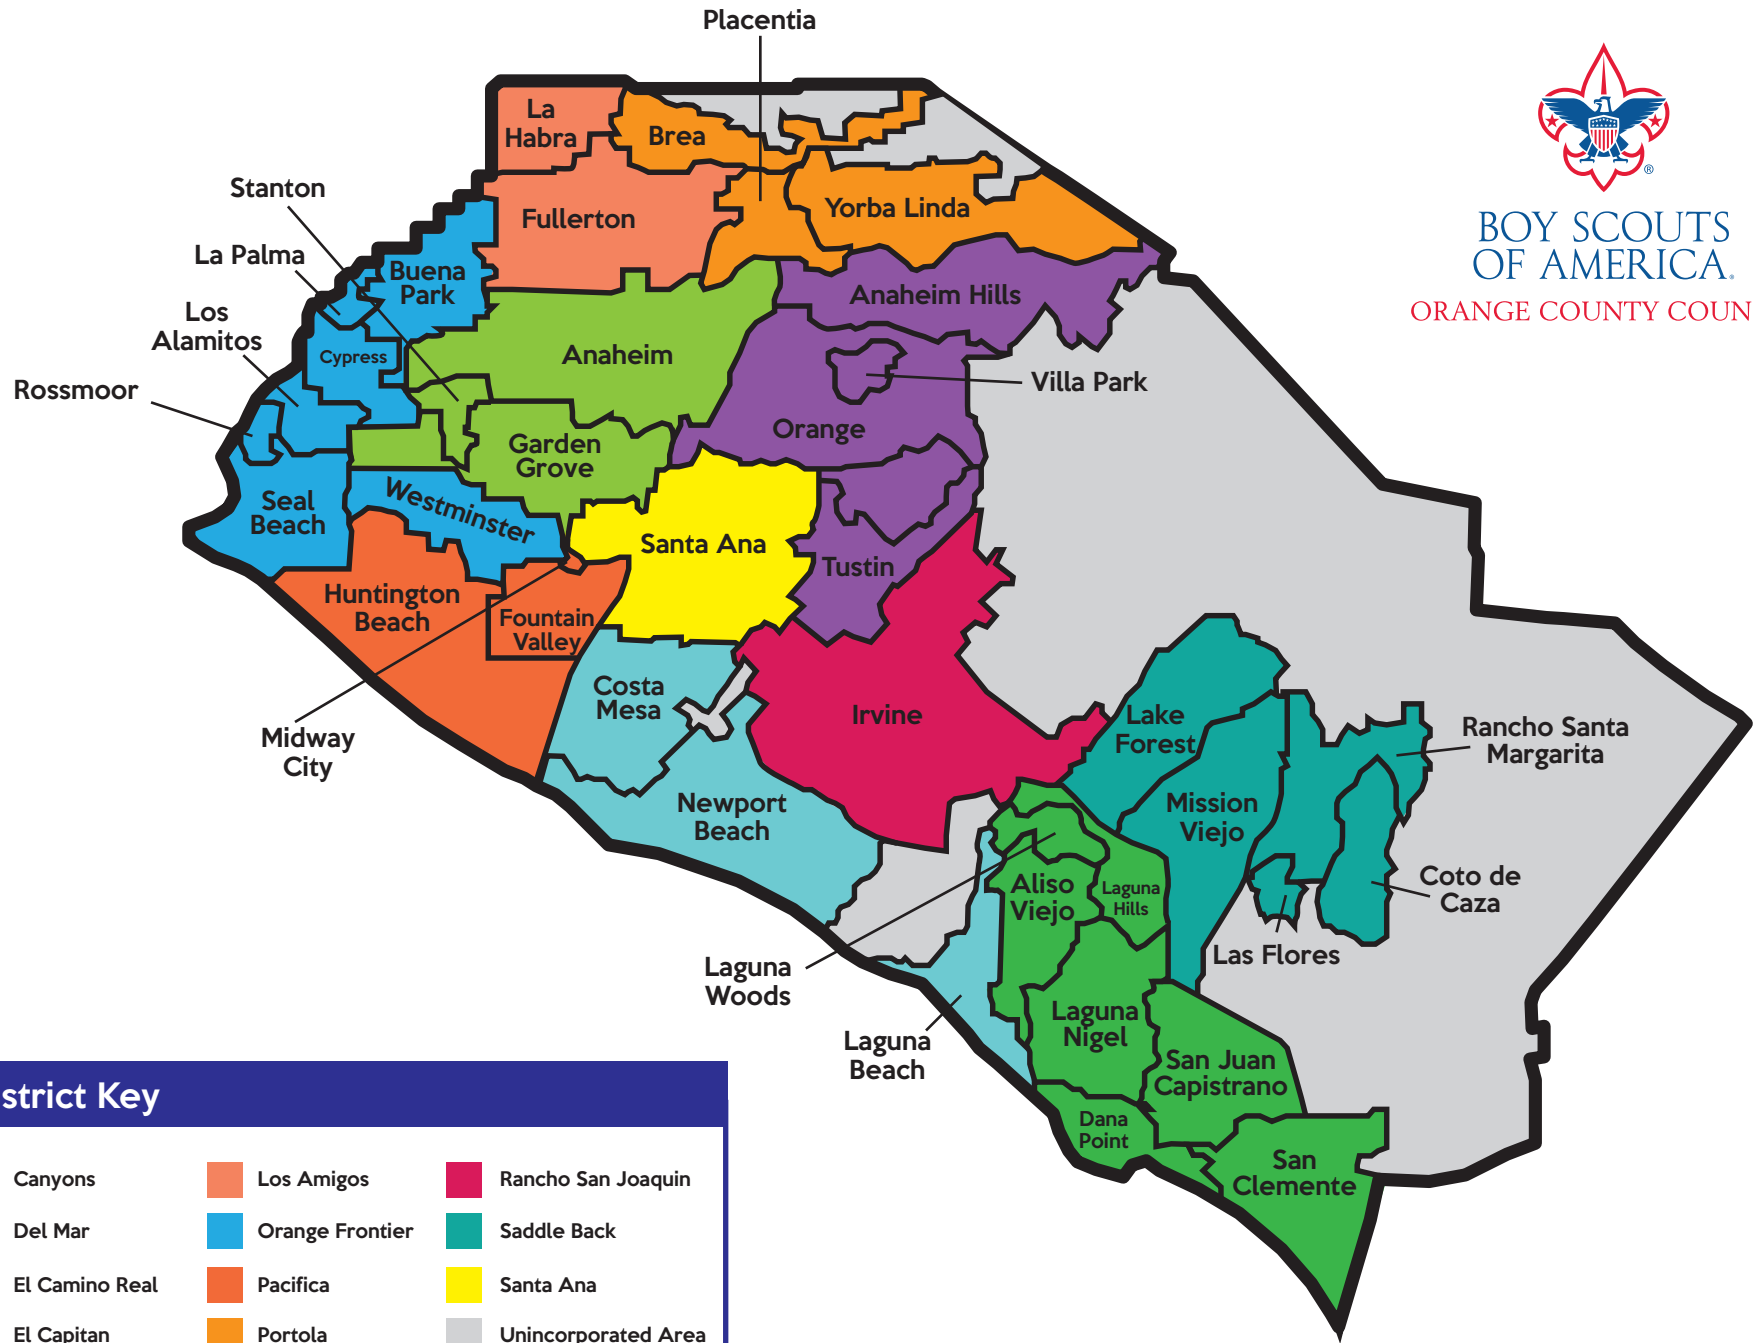 Placentia
La
Habra
Brea
Stanton
Fullerton
Yorba Linda
La Palma
Buena
Park
Anaheim Hills
Los
Alamitos
Cypress
Anaheim
Villa Park
Rossmoor
Orange
Garden
Grove
Seal
Beach
Westminster
Santa Ana
Tustin
Huntington
Beach
Fountain
Valley
Costa
Mesa
Irvine
Lake
Forest
Rancho Santa
Margarita
Midway
City
Newport
Beach
Mission
Viejo
Aliso
Viejo
Laguna
Hills
Coto de
Caza
Las Flores
Laguna
Woods
Laguna
Nigel
Laguna
Beach
San Juan
Capistrano
Dana
Point
San
Clemente
®
BOY SCOUTS
OF AMERICA®
ORANGE COUNTY COUN
strict Key
Canyons
Los Amigos
Rancho San Joaquin
Del Mar
Orange Frontier
Saddle Back
El Camino Real
Pacifica
Santa Ana
El Capitan
Portola
Unincorporated Area